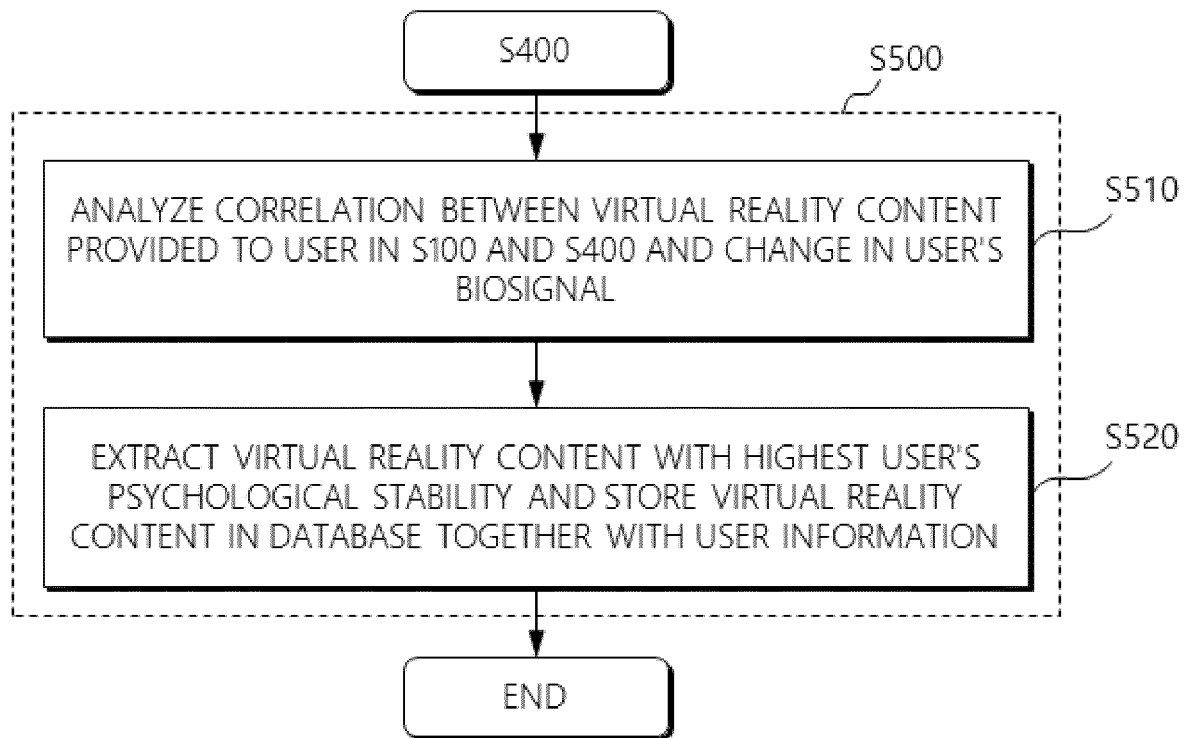 S400
S500
ANALYZE CORRELATION BETWEEN VIRTUAL REALITY CONTENT
PROVIDED TO USER IN S100 AND S400 AND CHANGE IN USER'S
BIOSIGNAL
S510
EXTRACT VIRTUAL REALITY CONTENT WITH HIGHEST USER'S
PSYCHOLOGICAL STABILITY AND STORE VIRTUAL REALITY
CONTENT IN DATABASE TOGETHER WITH USER INFORMATION
S520
END